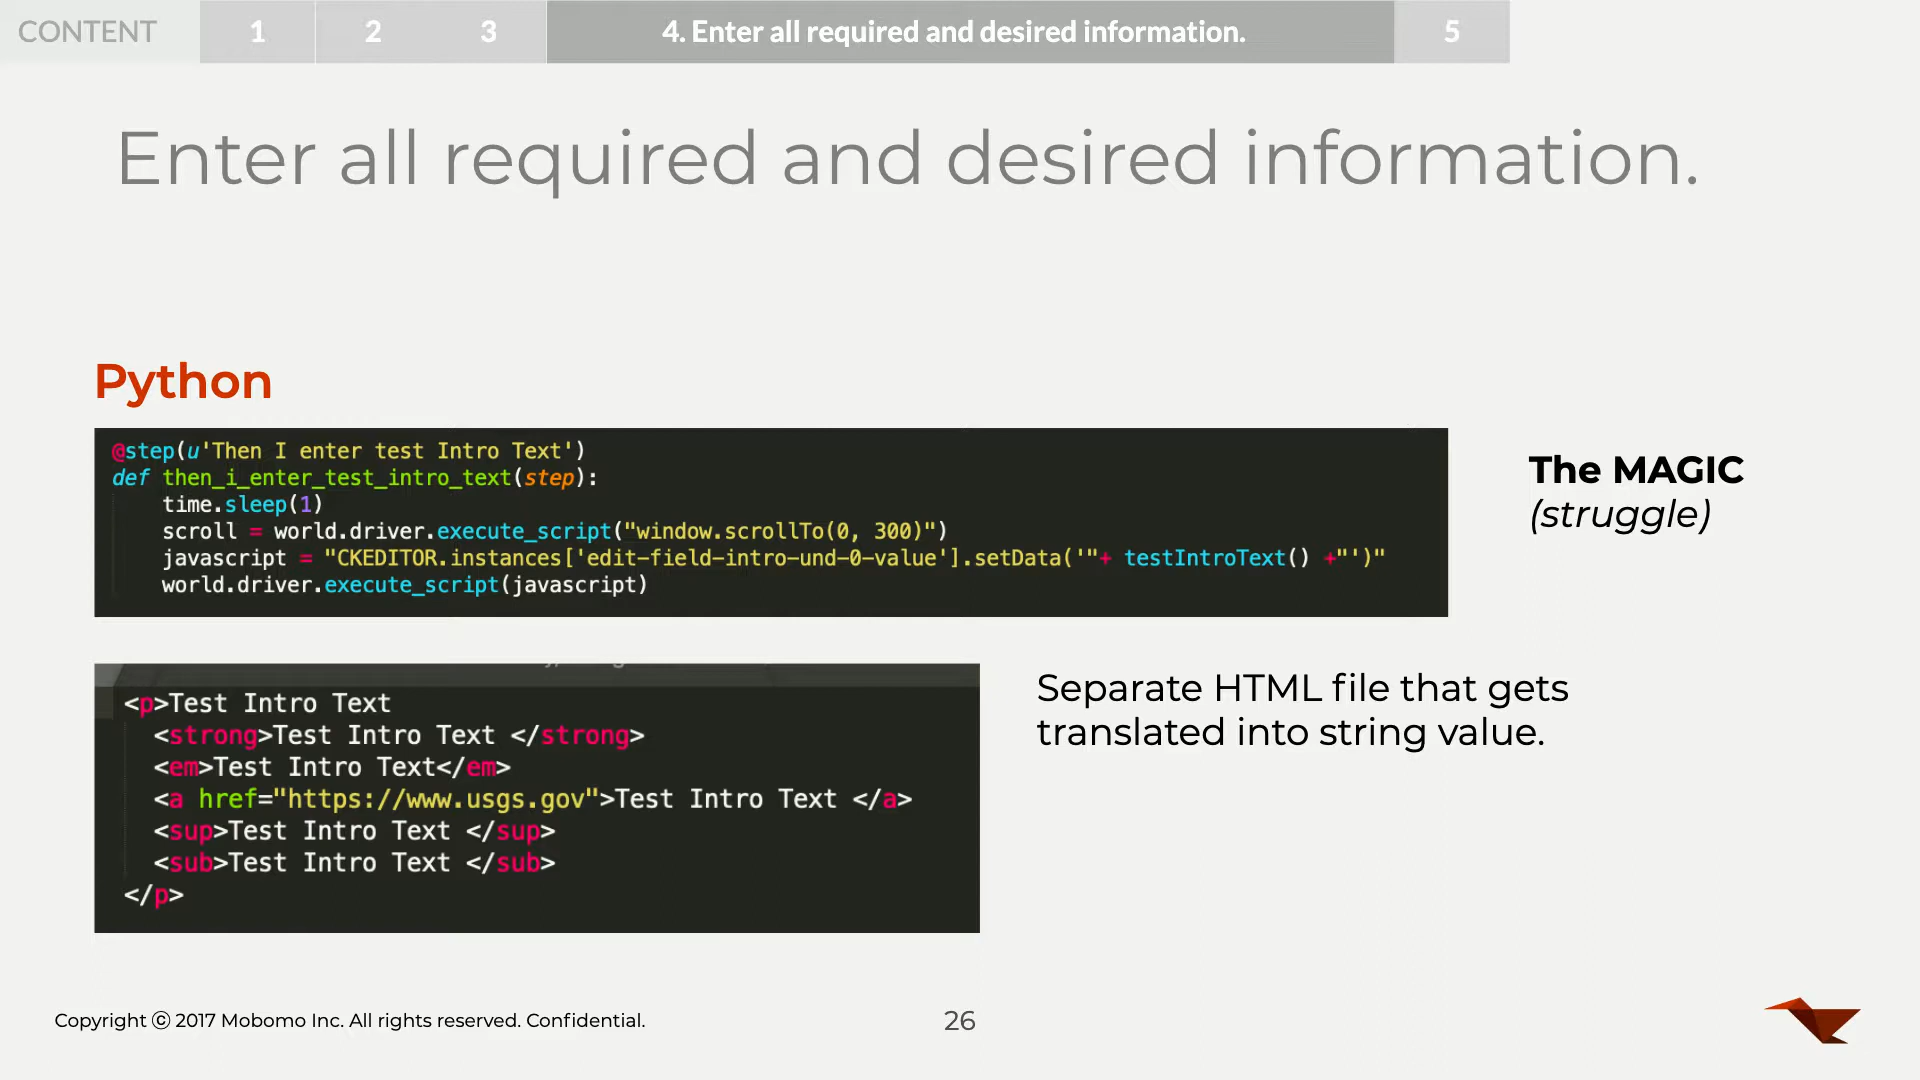 CONTENT 1 2 3 4. Enter all required and desired information. 5
Enter all required and desired information.
Python
@step(u'Then I enter test Intro Text')
def then_i_enter_test_intro_text(step):
    time.sleep(1)
    scroll = world.driver.execute_script("window.scrollTo(0, 300)")
    javascript = "CKEDITOR.instances['edit-field-intro-und-0-value'].setData('"+ testIntroText() +"')"
    world.driver.execute_script(javascript)
The MAGIC
(struggle)
<p>Test Intro Text
  <strong>Test Intro Text </strong>
  <em>Test Intro Text</em>
  <a href="https://www.usgs.gov">Test Intro Text </a>
  <sup>Test Intro Text </sup>
  <sub>Test Intro Text </sub>
</p>
Separate HTML file that gets
translated into string value.
Copyright ⓒ 2017 Mobomo Inc. All rights reserved. Confidential.
26